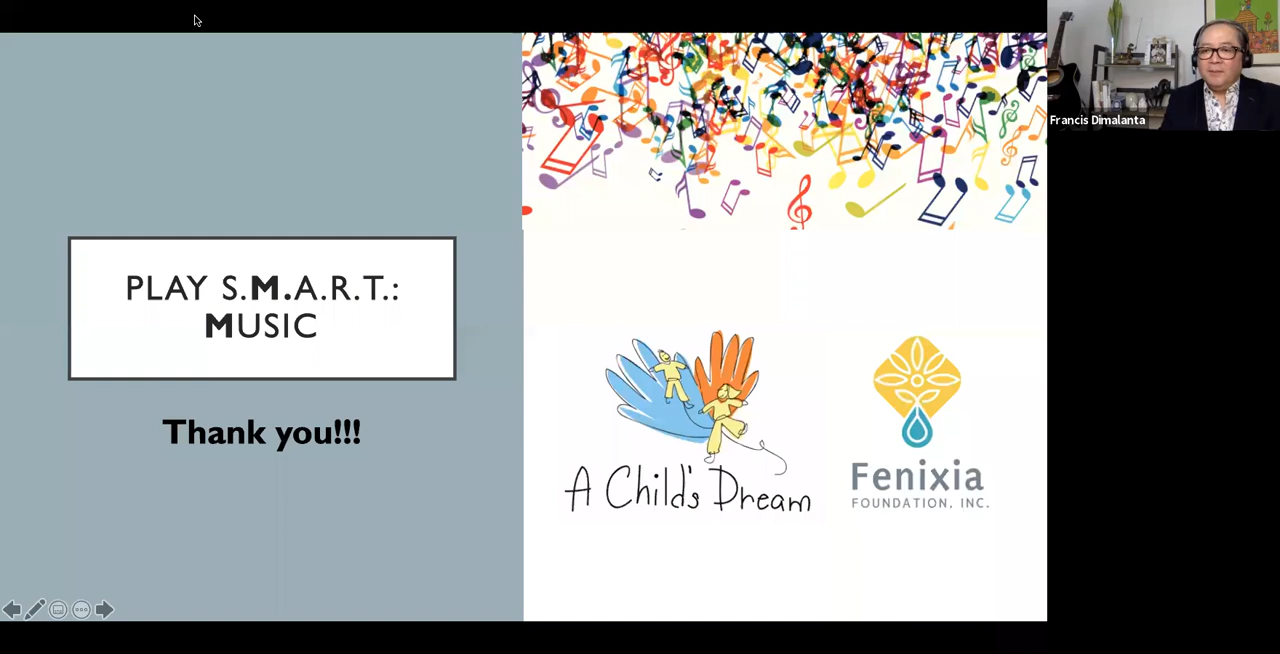 PLAY S.M.A.R.T.:
MUSIC
Thank you!!!
A Child's Dream
Fenixia
FOUNDATION, INC.
Francis Dimalanta